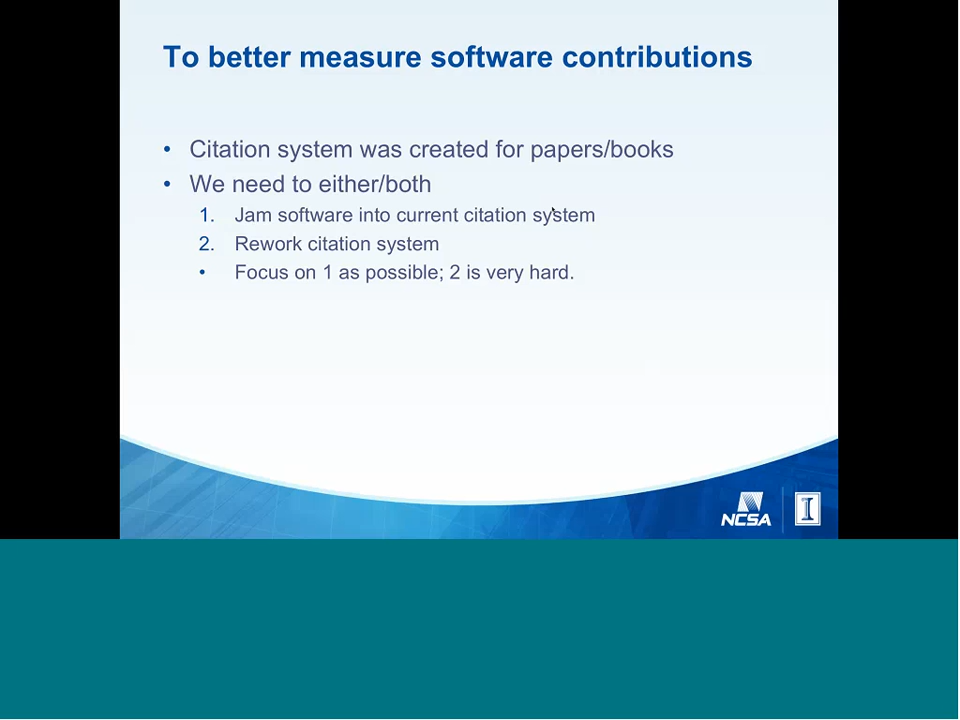 To better measure software contributions
• Citation system was created for papers/books
• We need to either/both
1. Jam software into current citation system
2. Rework citation system
• Focus on 1 as possible; 2 is very hard.
NCSA
I